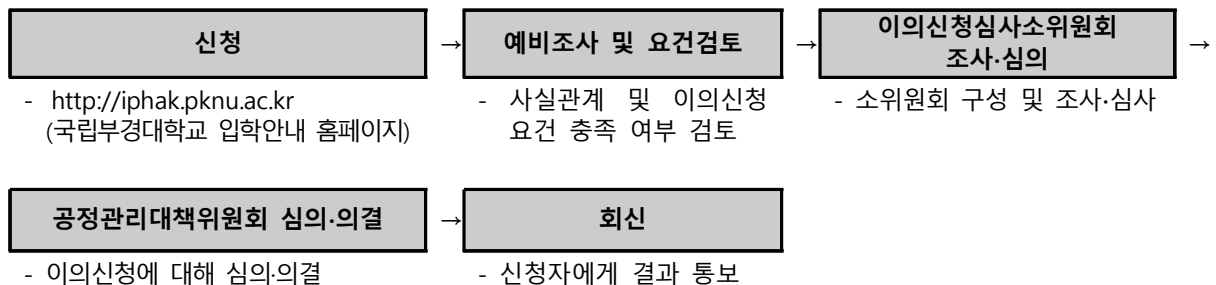 신청 → 예비조사 및 요건검토 → 이의신청심사소위원회 조사·심의 →
- http://iphak.pknu.ac.kr
(국립부경대학교 입학안내 홈페이지)
- 사실관계 및 이의신청
요건 충족 여부 검토
- 소위원회 구성 및 조사·심사
공정관리대책위원회 심의·의결 → 회신
- 이의신청에 대해 심의·의결
- 신청자에게 결과 통보